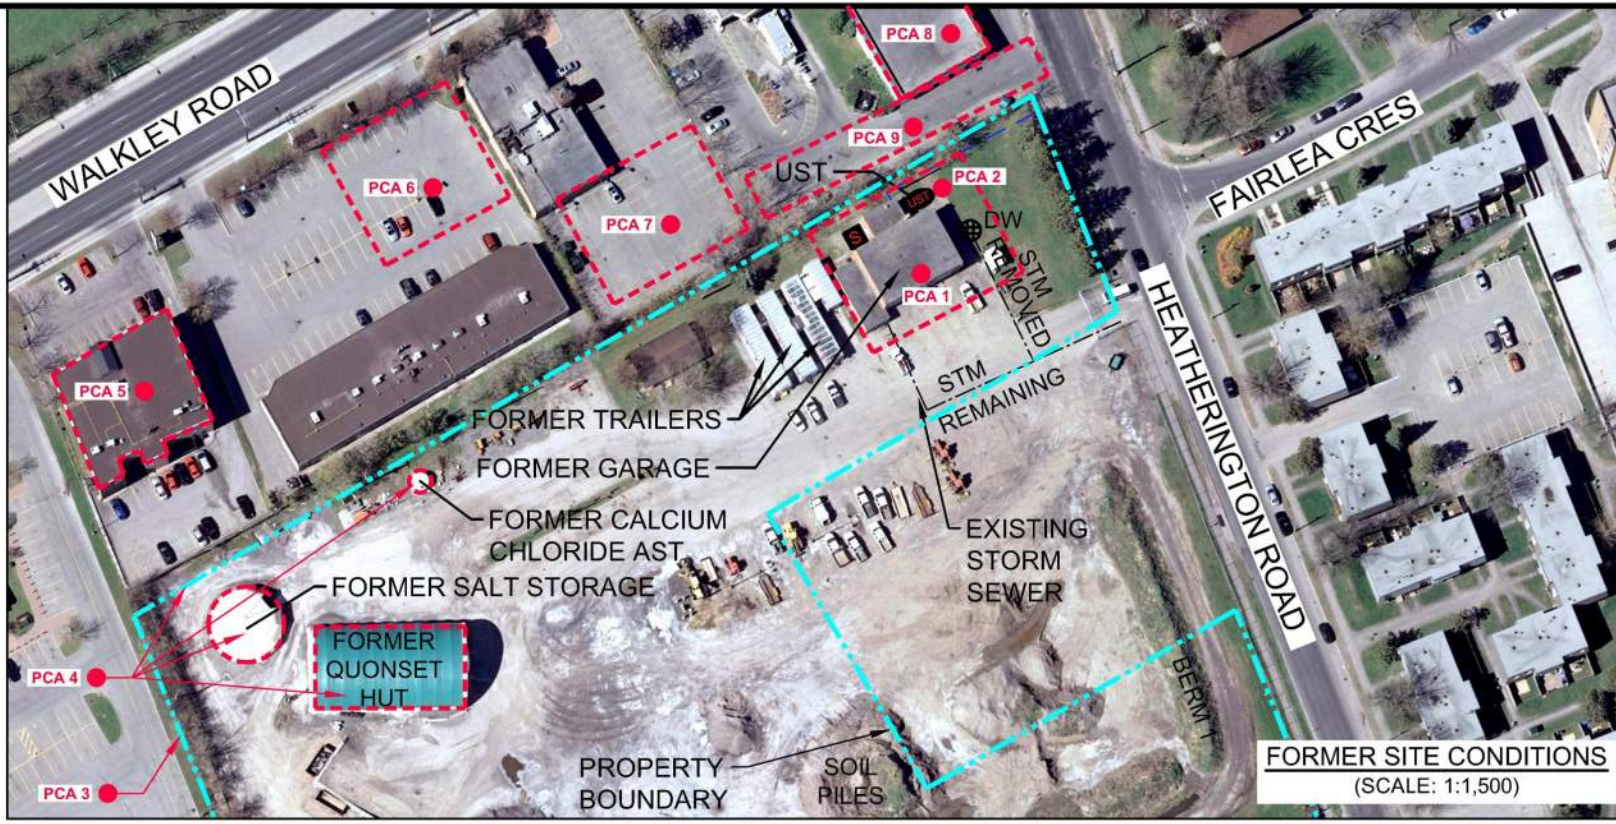 PCA 8
WALKLEY ROAD
PCA 9
FAIRLEA CRES
PCA 6
UST
PCA 2
UST
PCA 7
DW
S
STM
REMOVED
PCA 1
HEATHERINGTON ROAD
PCA 5
STM
REMAINING
FORMER TRAILERS
FORMER GARAGE
FORMER CALCIUM
CHLORIDE AST
EXISTING
STORM
SEWER
FORMER SALT STORAGE
FORMER
QUONSET
HUT
PCA 4
BERM 1
PROPERTY
BOUNDARY
SOIL
PILES
PCA 3
FORMER SITE CONDITIONS
(SCALE: 1:1,500)